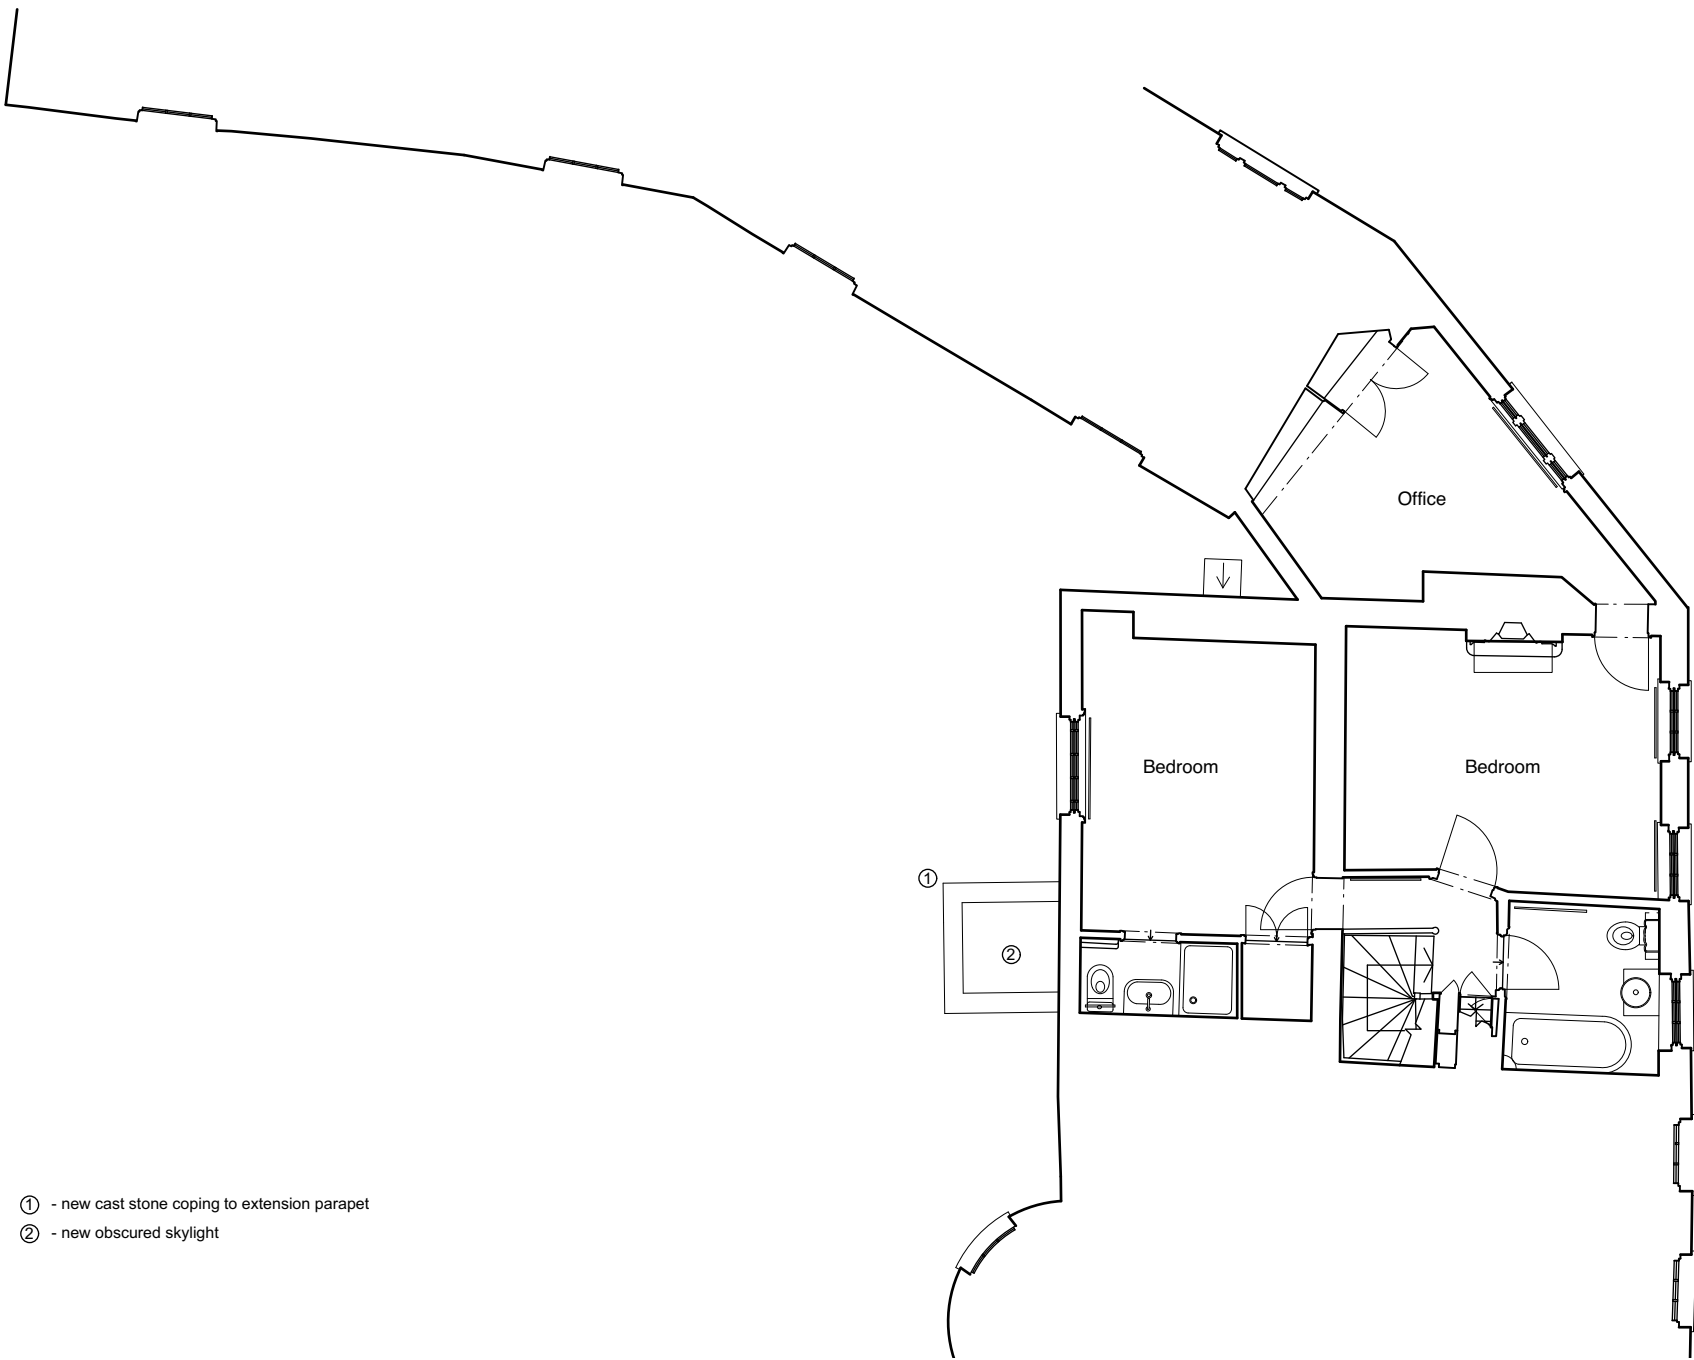 Office
Bedroom
Bedroom
1
2
1 - new cast stone coping to extension parapet
2 - new obscured skylight